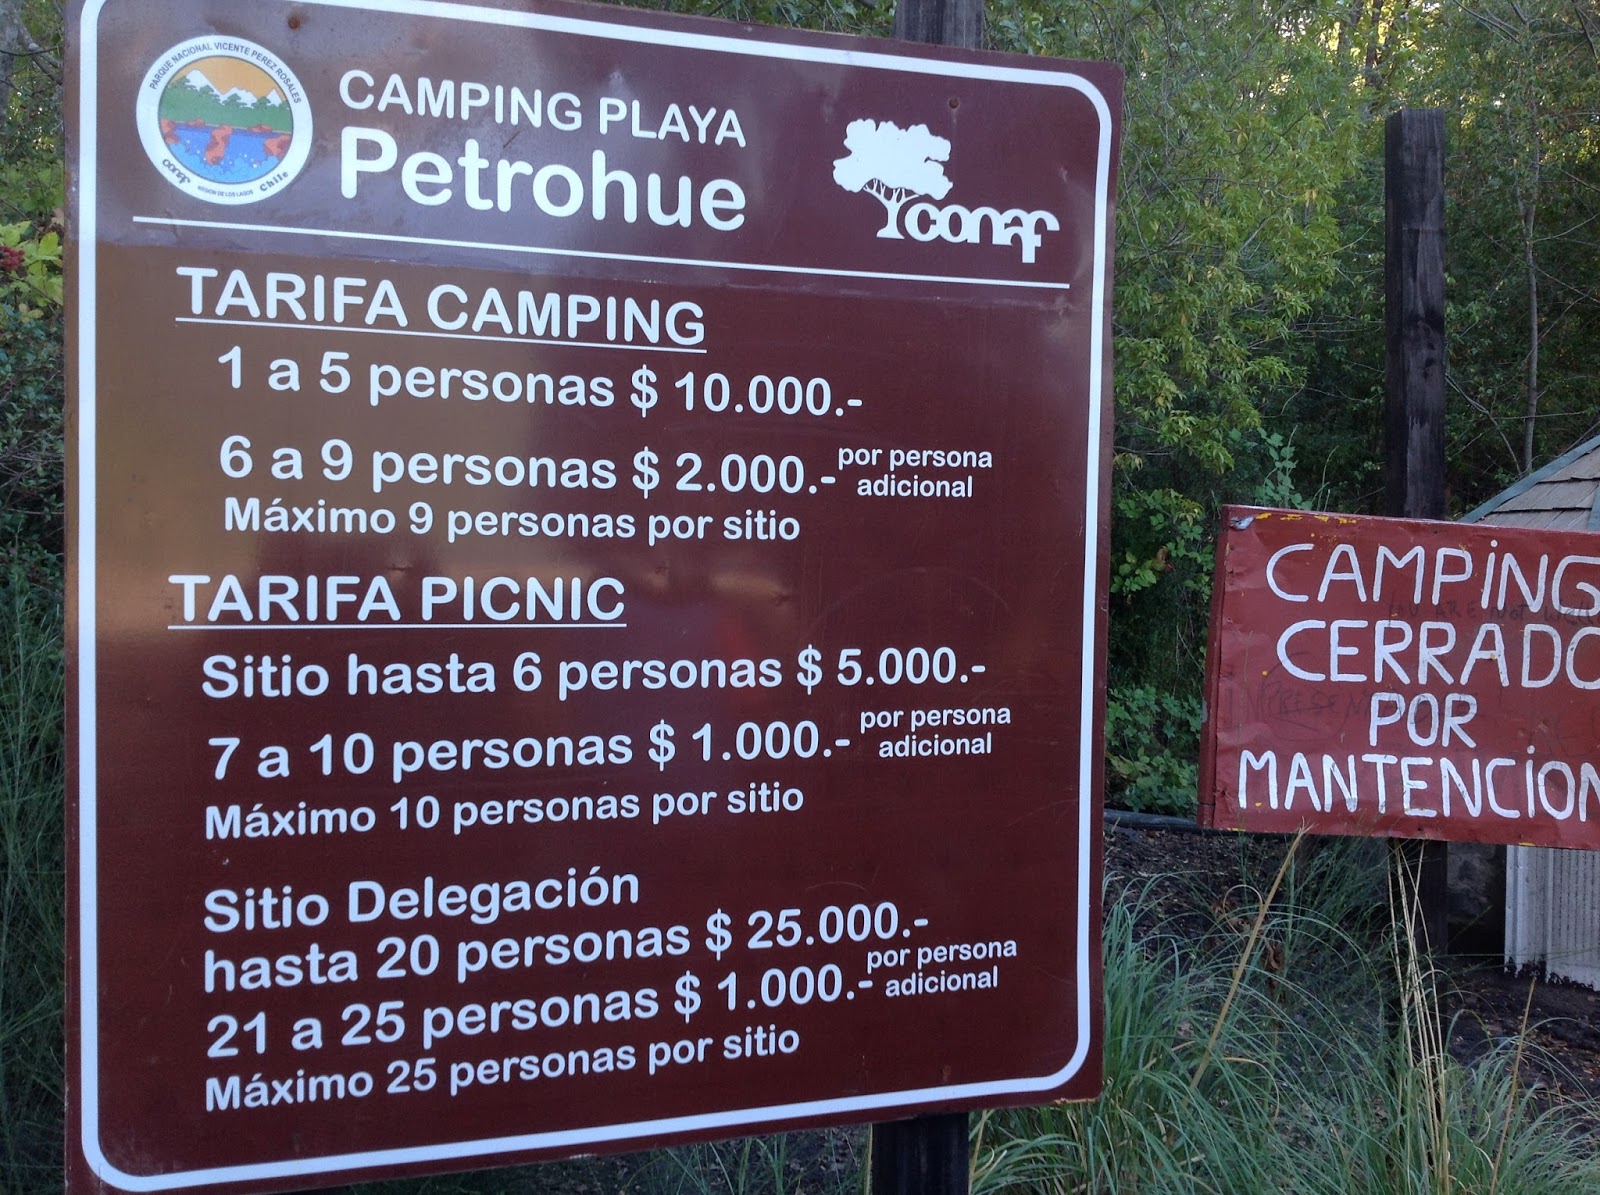 PARQUE NACIONAL VICENTE PEREZ ROSALES
conaf REGION DE LOS LAGOS Chile
CAMPING PLAYA
Petrohue
conaf
TARIFA CAMPING
1 a 5 personas $ 10.000.-
6 a 9 personas $ 2.000.- por persona
adicional
Máximo 9 personas por sitio
TARIFA PICNIC
Sitio hasta 6 personas $ 5.000.-
7 a 10 personas $ 1.000.- por persona
adicional
Máximo 10 personas por sitio
Sitio Delegación
hasta 20 personas $ 25.000.-
21 a 25 personas $ 1.000.- por persona
adicional
Máximo 25 personas por sitio
CAMPiNG
CERRADO
POR
MANTENCION